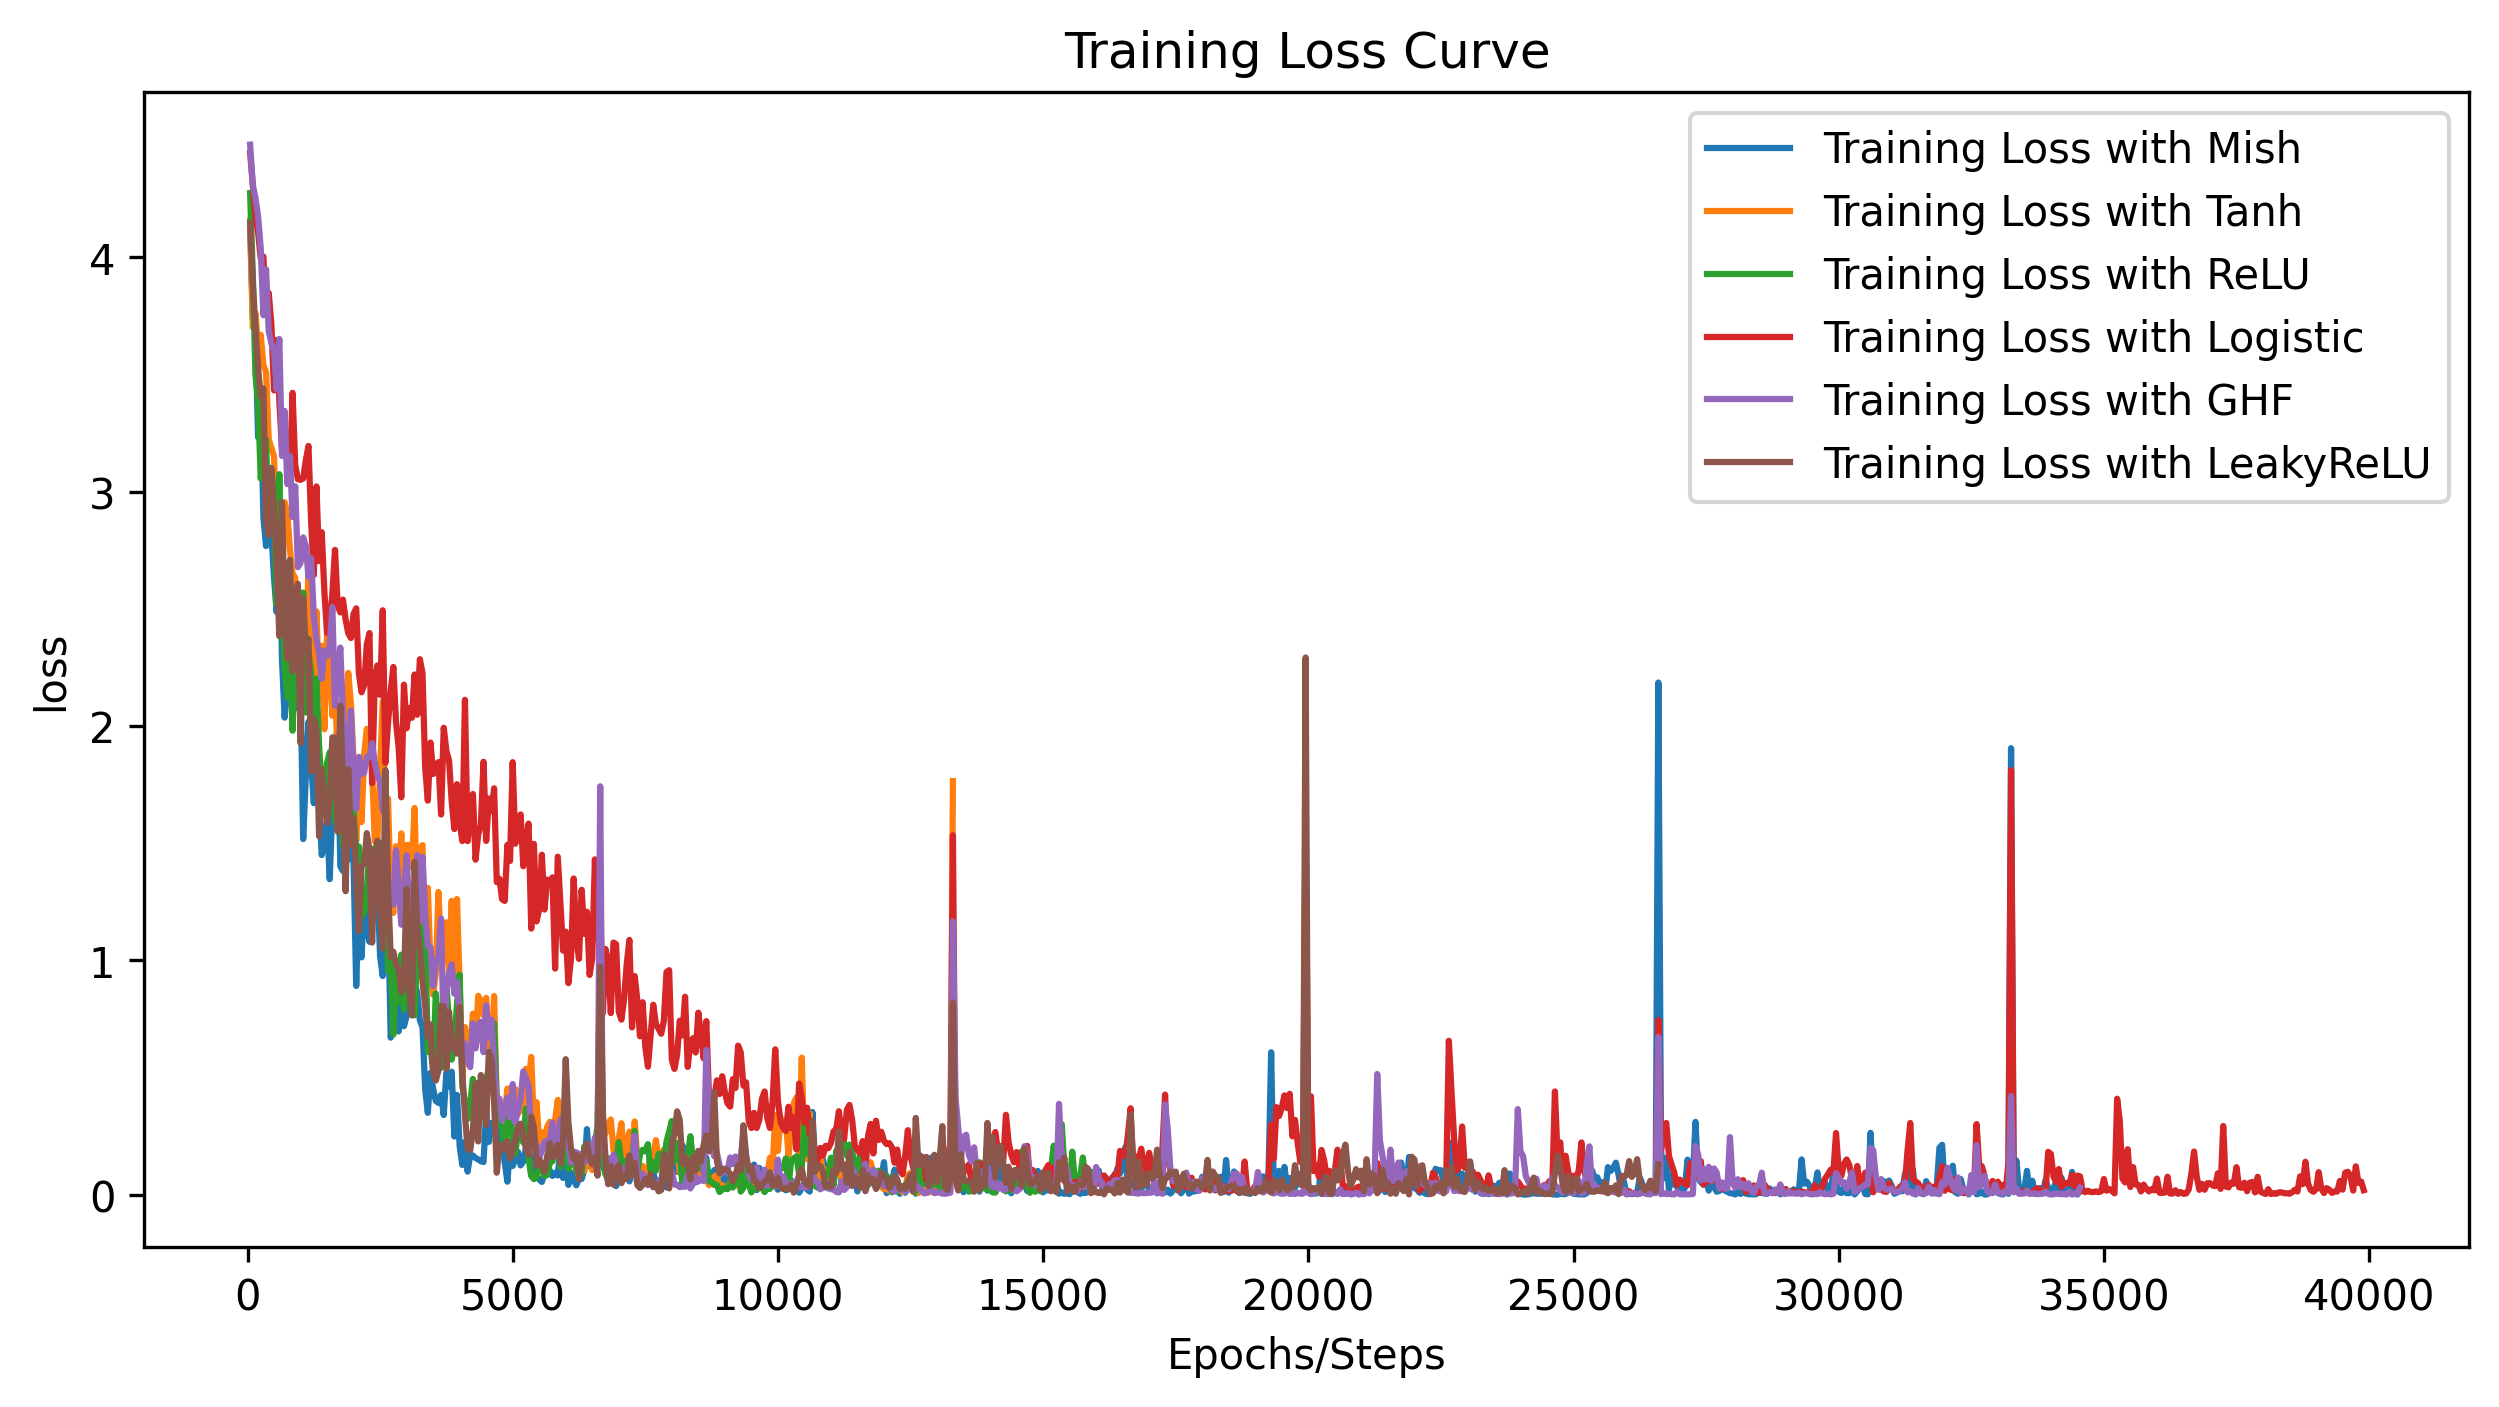 Training Loss Curve
Training Loss with Mish
Training Loss with Tanh
Training Loss with ReLU
Training Loss with Logistic
Training Loss with GHF
Training Loss with LeakyReLU
4
3
2
1
0
loss
0 5000 10000 15000 20000 25000 30000 35000 40000
Epochs/Steps